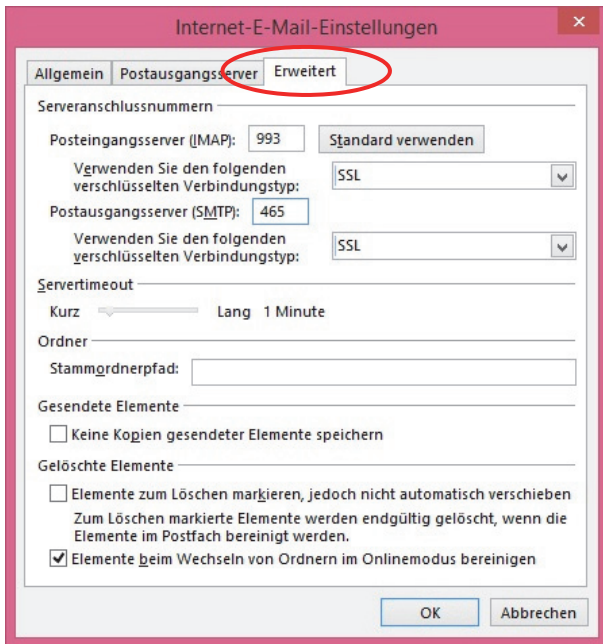 Internet-E-Mail-Einstellungen
Allgemein Postausgangsserver Erweitert
Serveranschlussnummern
Posteingangsserver (IMAP): 993 Standard verwenden
Verwenden Sie den folgenden
verschlüsselten Verbindungstyp: SSL
Postausgangsserver (SMTP): 465
Verwenden Sie den folgenden
verschlüsselten Verbindungstyp: SSL
Servertimeout
Kurz Lang 1 Minute
Ordner
Stammordnerpfad:
Gesendete Elemente
Keine Kopien gesendeter Elemente speichern
Gelöschte Elemente
Elemente zum Löschen markieren, jedoch nicht automatisch verschieben
Zum Löschen markierte Elemente werden endgültig gelöscht, wenn die
Elemente im Postfach bereinigt werden.
Elemente beim Wechseln von Ordnern im Onlinemodus bereinigen
OK Abbrechen